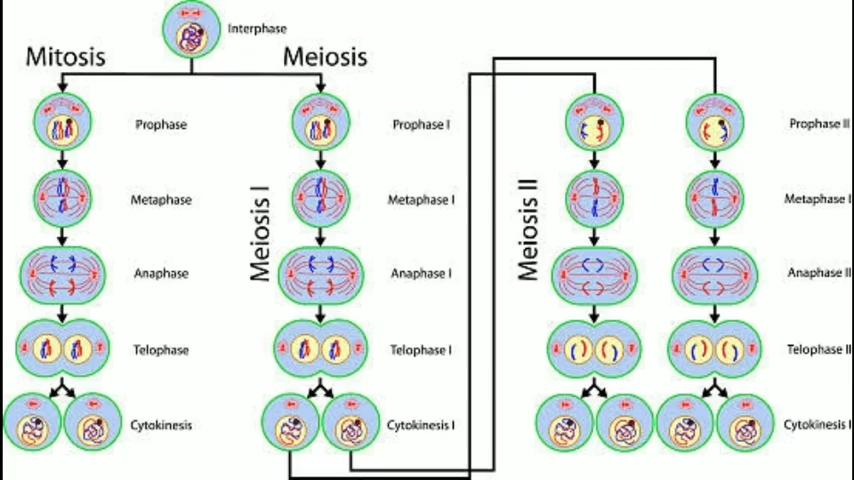 Interphase
Mitosis
Meiosis
Prophase
Metaphase
Anaphase
Telophase
Cytokinesis
Meiosis I
Prophase I
Metaphase I
Anaphase I
Telophase I
Cytokinesis I
Meiosis II
Prophase II
Metaphase I
Anaphase II
Telophase II
Cytokinesis I